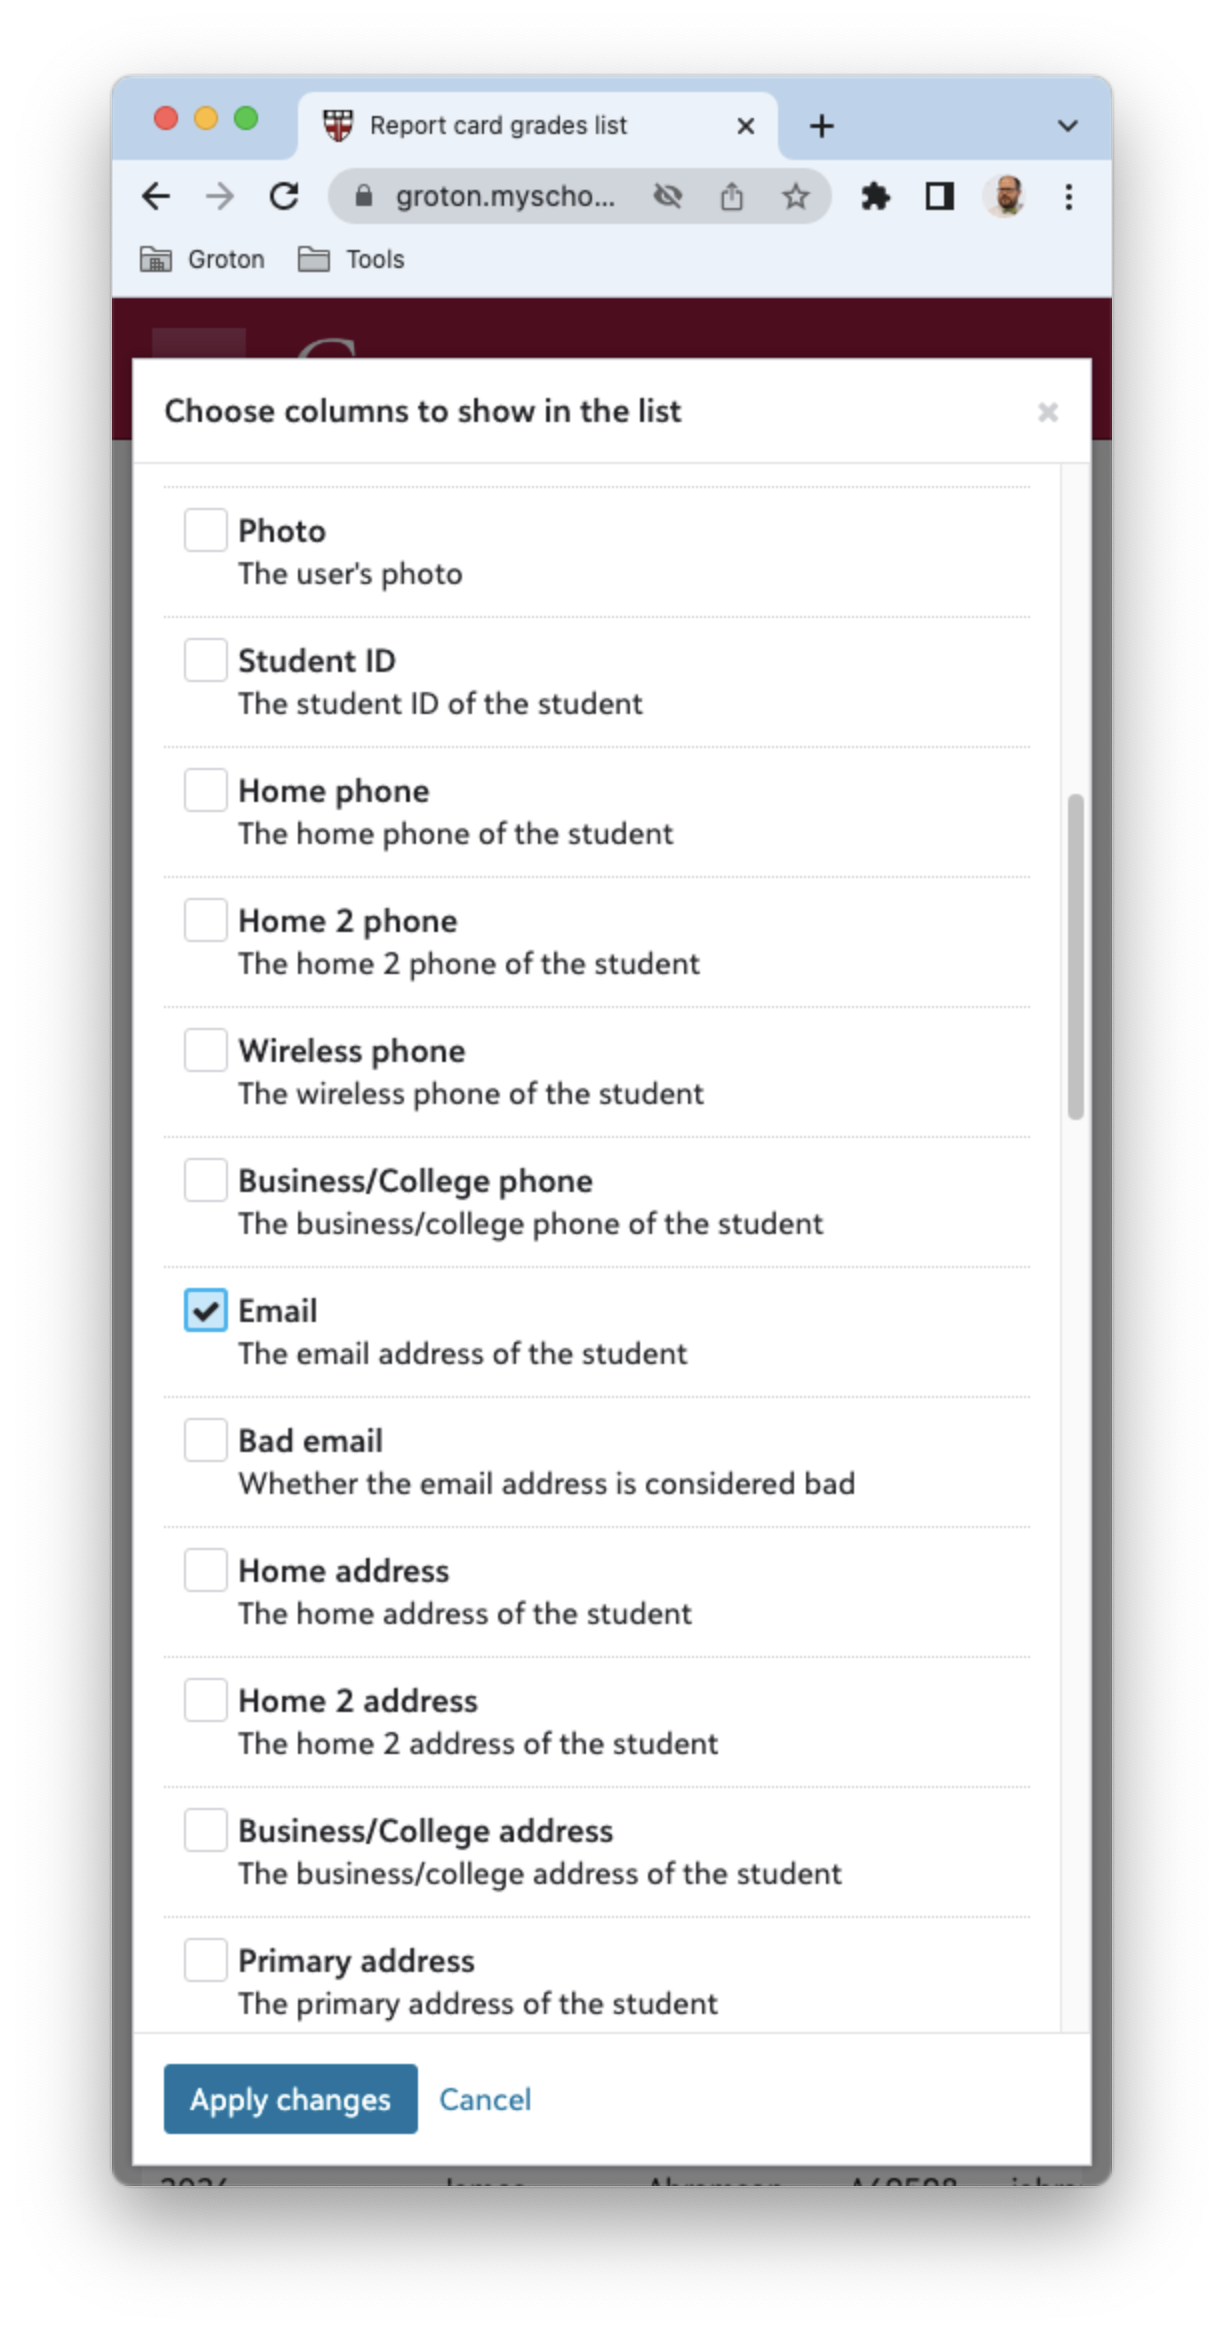 Report card grades list
groton.myscho...
Groton
Tools
Choose columns to show in the list
Photo
The user's photo
Student ID
The student ID of the student
Home phone
The home phone of the student
Home 2 phone
The home 2 phone of the student
Wireless phone
The wireless phone of the student
Business/College phone
The business/college phone of the student
Email
The email address of the student
Bad email
Whether the email address is considered bad
Home address
The home address of the student
Home 2 address
The home 2 address of the student
Business/College address
The business/college address of the student
Primary address
The primary address of the student
Apply changes
Cancel